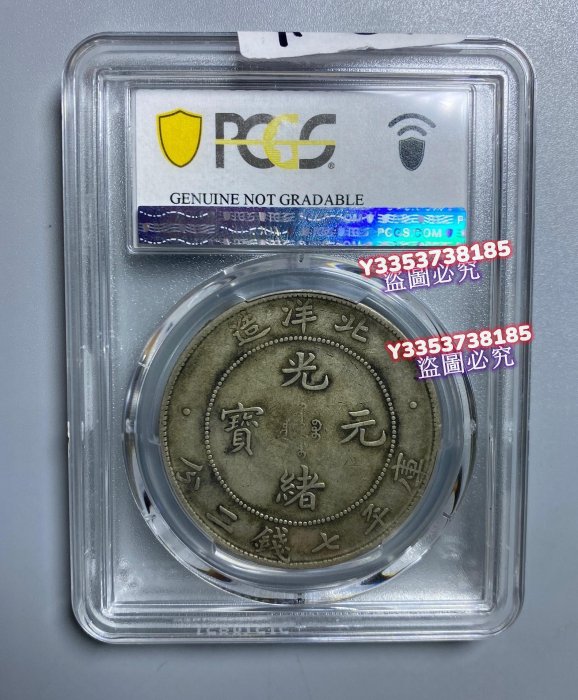 PCGS
GENUINE NOT GRADABLE
PCGS.COM
Y3353738185
盜圖必究
Y3353738185
盜圖必究
造洋北
光
寶 元
緒
公二錢七平庫